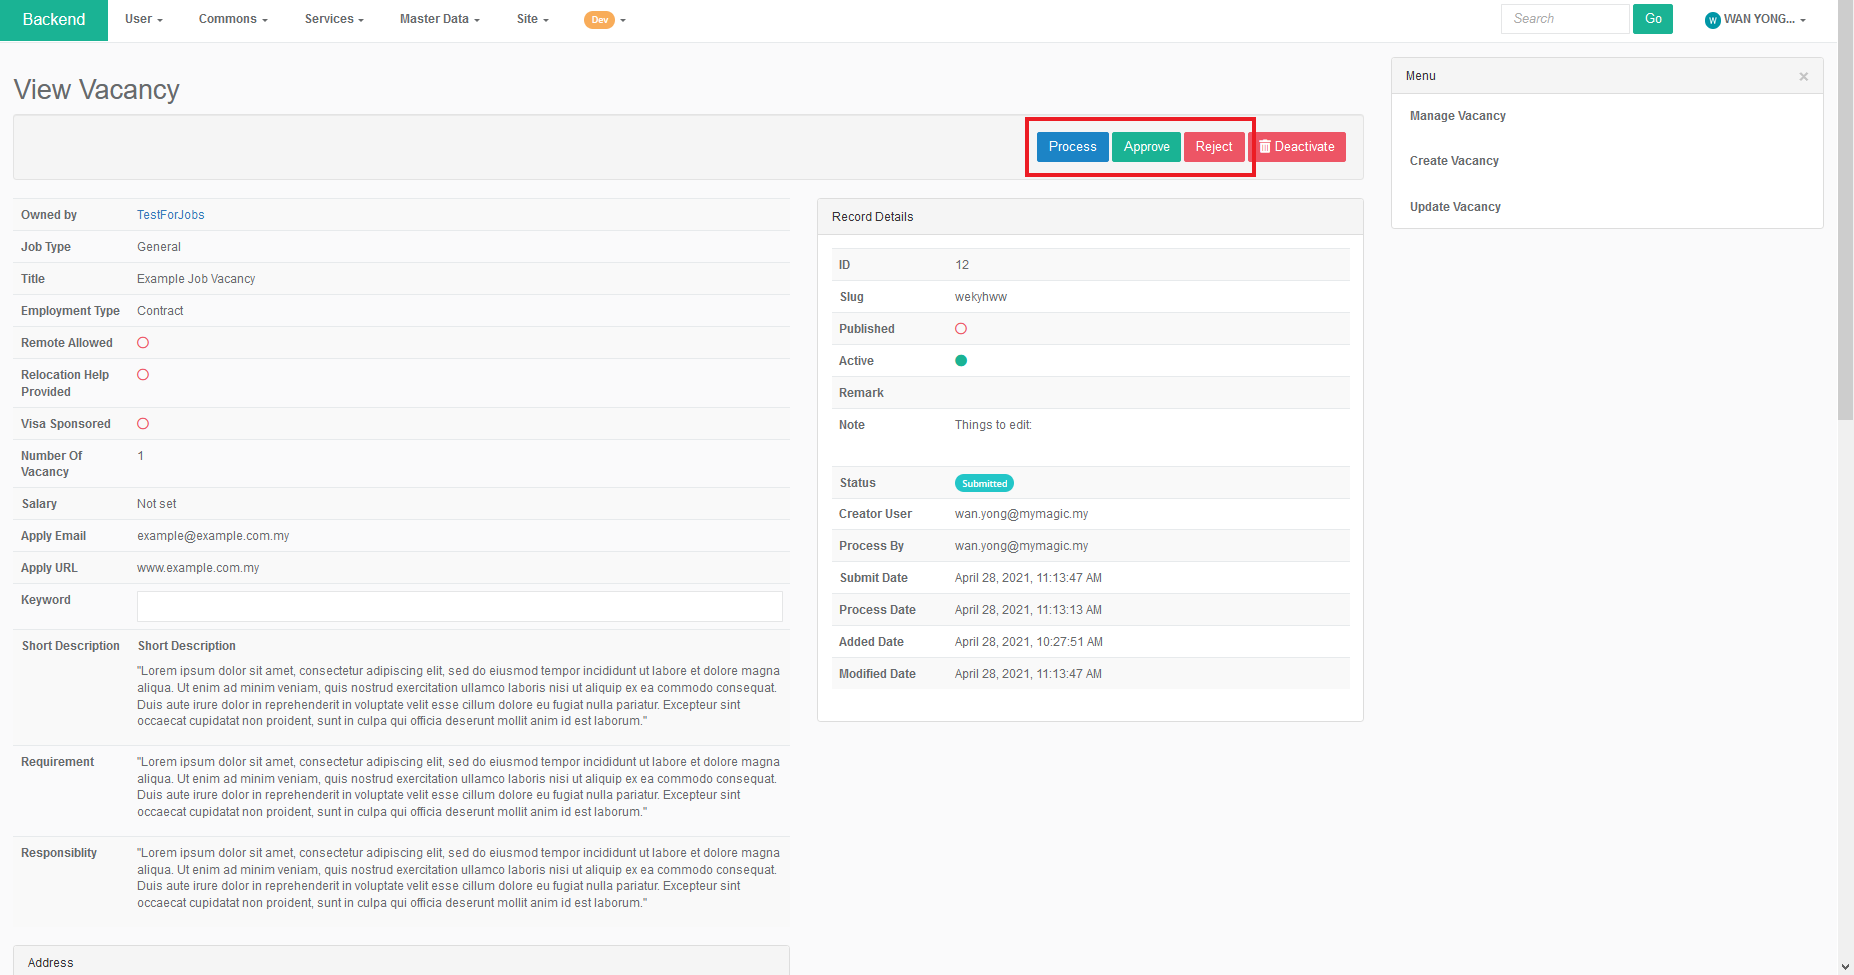 Backend User Commons Services Master Data Site Dev Search Go W WAN YONG...
View Vacancy
Process Approve Reject Deactivate
Owned by TestForJobs
Job Type General
Title Example Job Vacancy
Employment Type Contract
Remote Allowed
Relocation Help
Provided
Visa Sponsored
Number Of 1
Vacancy
Salary Not set
Apply Email example@example.com.my
Apply URL www.example.com.my
Keyword
Short Description Short Description
"Lorem ipsum dolor sit amet, consectetur adipiscing elit, sed do eiusmod tempor incididunt ut labore et dolore magna
aliqua. Ut enim ad minim veniam, quis nostrud exercitation ullamco laboris nisi ut aliquip ex ea commodo consequat.
Duis aute irure dolor in reprehenderit in voluptate velit esse cillum dolore eu fugiat nulla pariatur. Excepteur sint
occaecat cupidatat non proident, sunt in culpa qui officia deserunt mollit anim id est laborum."
Requirement "Lorem ipsum dolor sit amet, consectetur adipiscing elit, sed do eiusmod tempor incididunt ut labore et dolore magna
aliqua. Ut enim ad minim veniam, quis nostrud exercitation ullamco laboris nisi ut aliquip ex ea commodo consequat.
Duis aute irure dolor in reprehenderit in voluptate velit esse cillum dolore eu fugiat nulla pariatur. Excepteur sint
occaecat cupidatat non proident, sunt in culpa qui officia deserunt mollit anim id est laborum."
Responsiblity "Lorem ipsum dolor sit amet, consectetur adipiscing elit, sed do eiusmod tempor incididunt ut labore et dolore magna
aliqua. Ut enim ad minim veniam, quis nostrud exercitation ullamco laboris nisi ut aliquip ex ea commodo consequat.
Duis aute irure dolor in reprehenderit in voluptate velit esse cillum dolore eu fugiat nulla pariatur. Excepteur sint
occaecat cupidatat non proident, sunt in culpa qui officia deserunt mollit anim id est laborum."
Address
Record Details
ID 12
Slug wekyhww
Published
Active
Remark
Note Things to edit:
Status Submitted
Creator User wan.yong@mymagic.my
Process By wan.yong@mymagic.my
Submit Date April 28, 2021, 11:13:47 AM
Process Date April 28, 2021, 11:13:13 AM
Added Date April 28, 2021, 10:27:51 AM
Modified Date April 28, 2021, 11:13:47 AM
Menu ×
Manage Vacancy
Create Vacancy
Update Vacancy